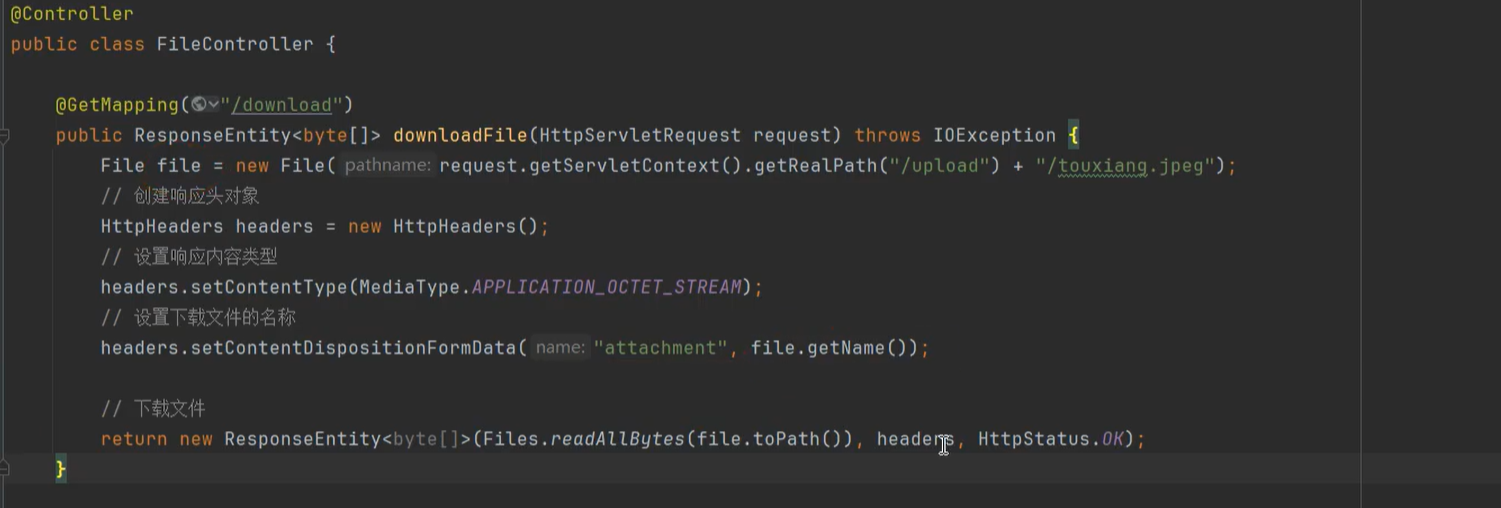 @Controller
public class FileController {
@GetMapping("/download")
public ResponseEntity<byte[]> downloadFile(HttpServletRequest request) throws IOException {
File file = new File( pathname: request.getServletContext().getRealPath("/upload") + "/touxiang.jpeg");
// 创建响应头对象
HttpHeaders headers = new HttpHeaders();
// 设置响应内容类型
headers.setContentType(MediaType.APPLICATION_OCTET_STREAM);
// 设置下载文件的名称
headers.setContentDispositionFormData( name: "attachment", file.getName());
// 下载文件
return new ResponseEntity<byte[]>(Files.readAllBytes(file.toPath()), headers, HttpStatus.OK);
}